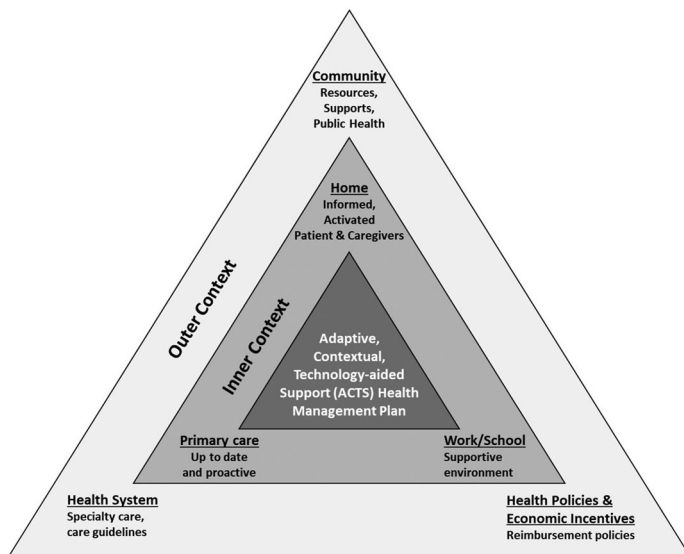 Community
Resources,
Supports,
Public Health
Home
Informed,
Activated
Patient & Caregivers
Outer Context
Inner Context
Adaptive,
Contextual,
Technology-aided
Support (ACTS) Health
Management Plan
Primary care
Up to date
and proactive
Work/School
Supportive
environment
Health System
Specialty care,
care guidelines
Health Policies &
Economic Incentives
Reimbursement policies